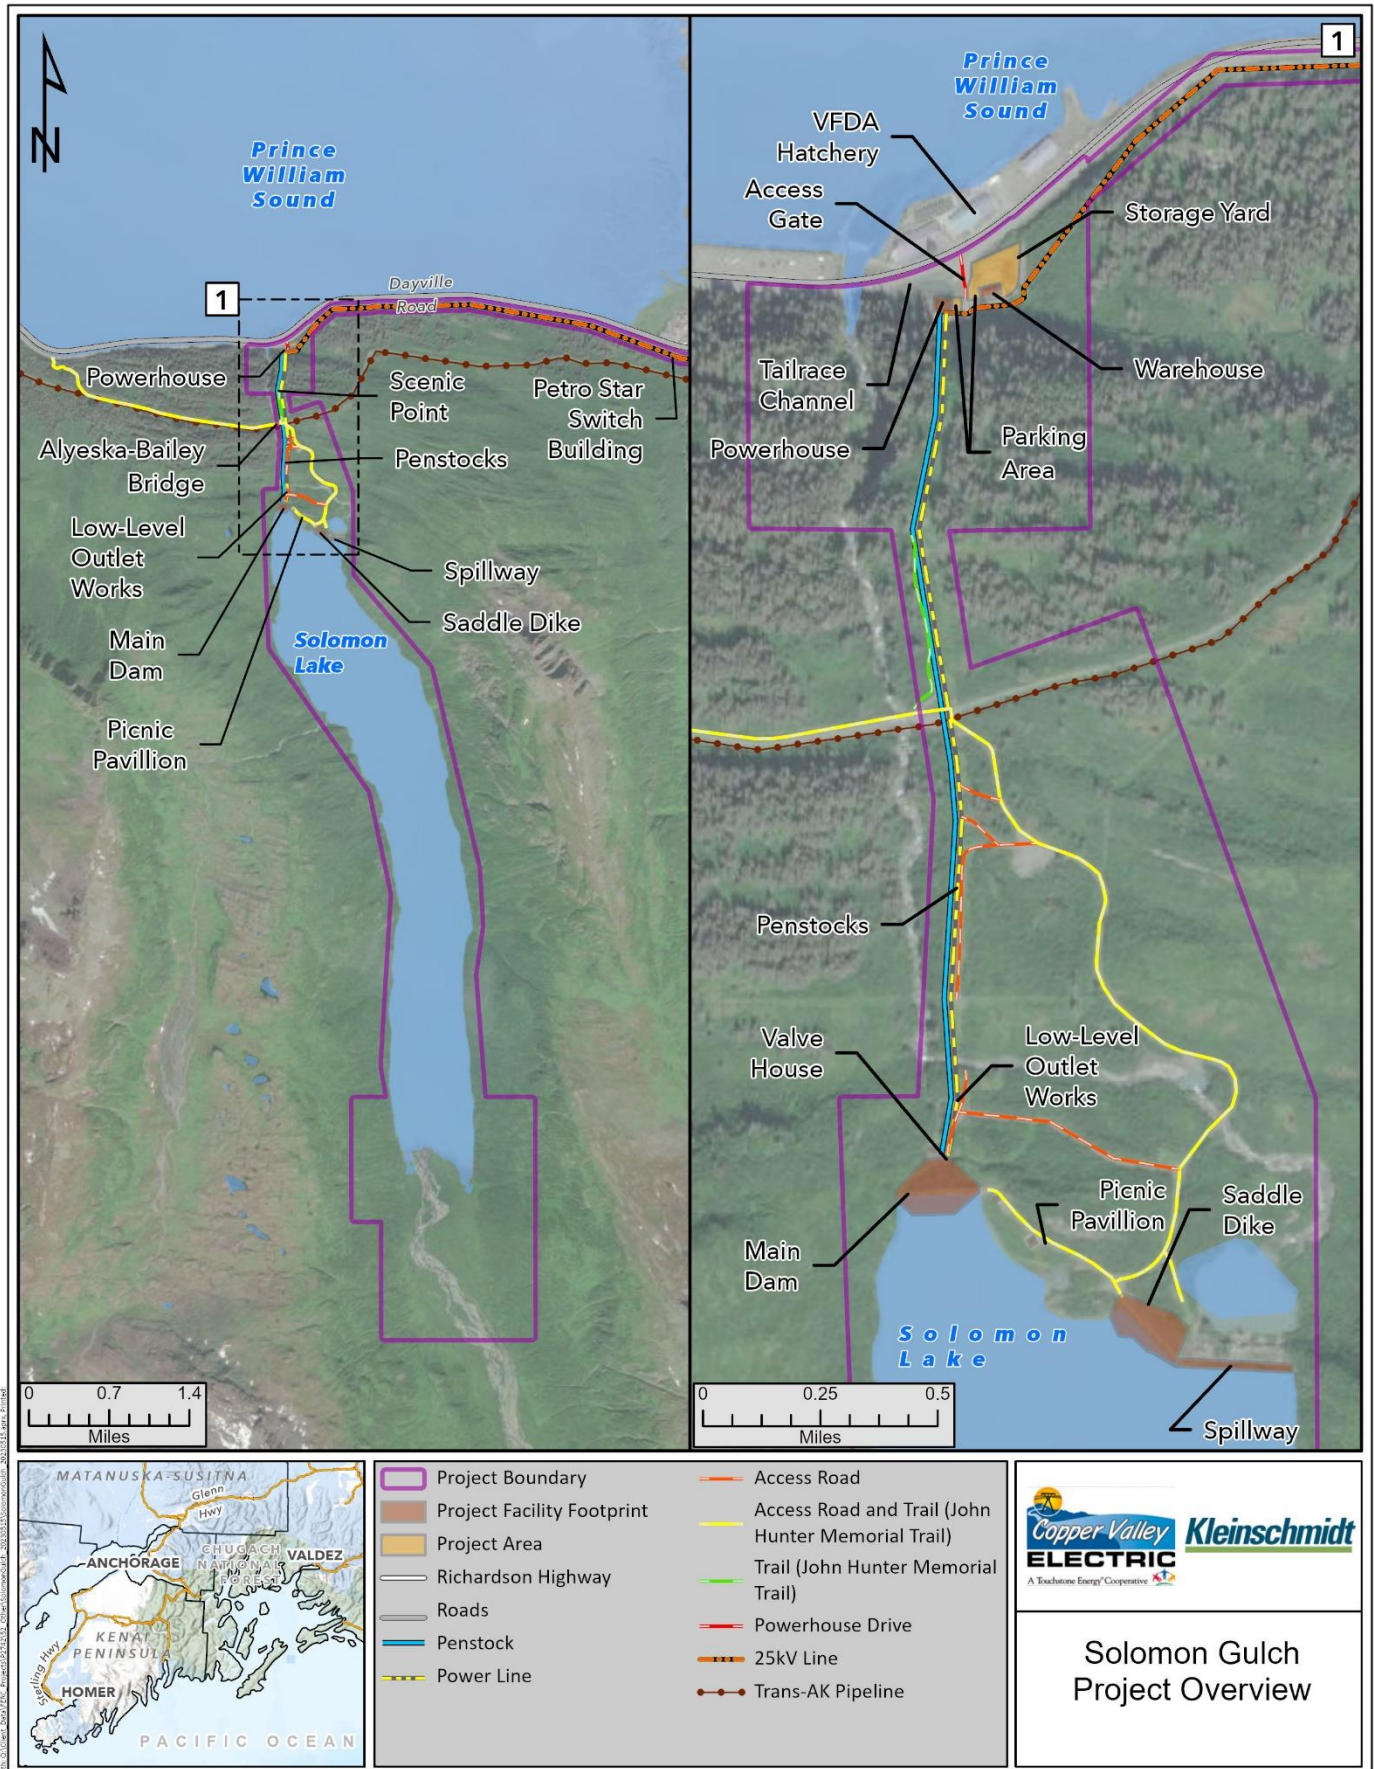 N
Prince
William
Sound
1
Dayville
Road
Powerhouse
Scenic
Point
Petro Star
Switch
Building
Alyeska-Bailey
Bridge
Penstocks
Low-Level
Outlet
Works
Spillway
Saddle Dike
Main
Dam
Solomon
Lake
Picnic
Pavillion
0 0.7 1.4
Miles
1
Prince
William
Sound
VFDA
Hatchery
Access
Gate
Storage Yard
Tailrace
Channel
Warehouse
Powerhouse
Parking
Area
Penstocks
Valve
House
Low-Level
Outlet
Works
Picnic
Pavillion
Saddle
Dike
Main
Dam
Solomon
Lake
Spillway
0 0.25 0.5
Miles
MATANUSKA-SUSITNA
Glenn
Hwy
ANCHORAGE
CHUGACH
NATIONAL
FOREST
VALDEZ
KENAI
PENINSULA
Sterling Hwy
HOMER
PACIFIC OCEAN
Project Boundary
Project Facility Footprint
Project Area
Richardson Highway
Roads
Penstock
Power Line
Access Road
Access Road and Trail (John
Hunter Memorial Trail)
Trail (John Hunter Memorial
Trail)
Powerhouse Drive
25kV Line
Trans-AK Pipeline
Copper Valley
ELECTRIC
A Touchstone Energy® Cooperative
Kleinschmidt
Solomon Gulch
Project Overview